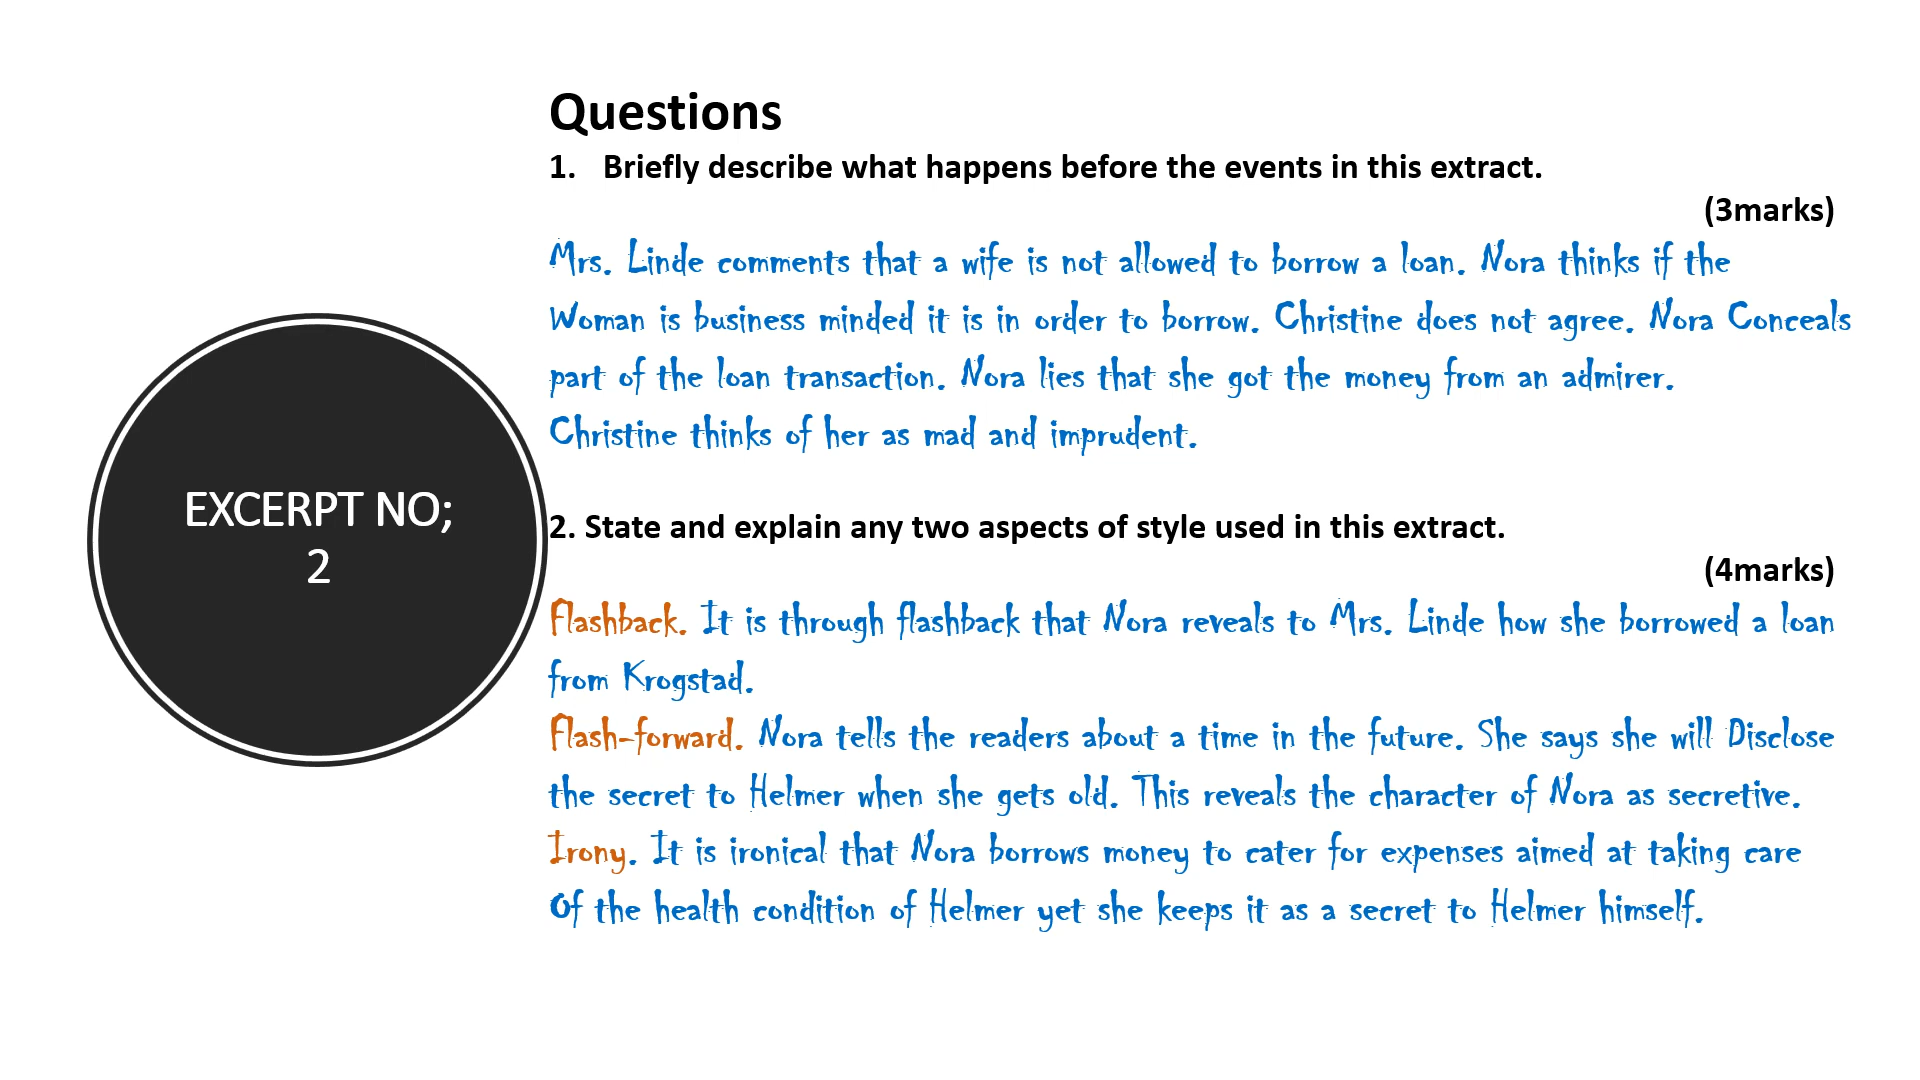 EXCERPT NO;
2
Questions
1. Briefly describe what happens before the events in this extract.
(3marks)
Mrs. Linde comments that a wife is not allowed to borrow a loan. Nora thinks if the
Woman is business minded it is in order to borrow. Christine does not agree. Nora Conceals
part of the loan transaction. Nora lies that she got the money from an admirer.
Christine thinks of her as mad and imprudent.
2. State and explain any two aspects of style used in this extract.
(4marks)
Flashback. It is through flashback that Nora reveals to Mrs. Linde how she borrowed a loan
from Krogstad.
Flash-forward. Nora tells the readers about a time in the future. She says she will Disclose
the secret to Helmer when she gets old. This reveals the character of Nora as secretive.
Irony. It is ironical that Nora borrows money to cater for expenses aimed at taking care
Of the health condition of Helmer yet she keeps it as a secret to Helmer himself.